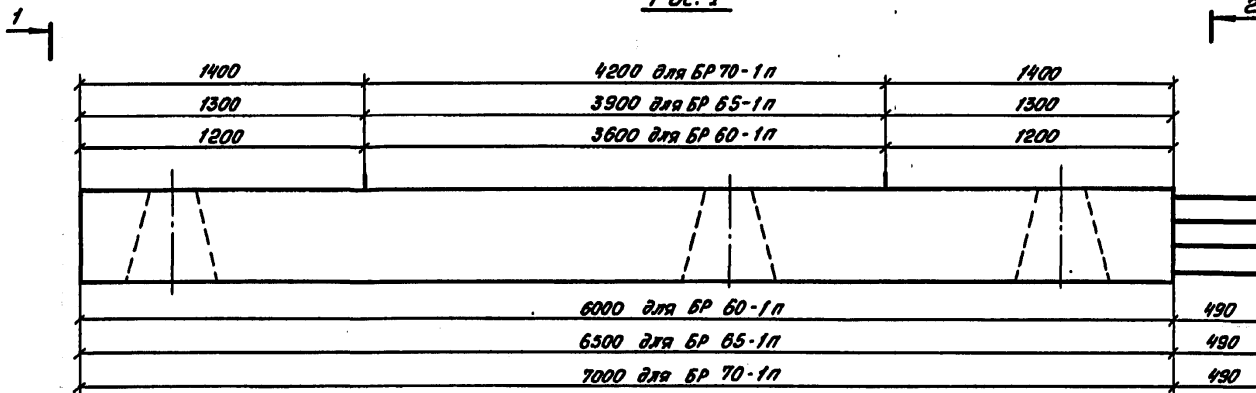 1
2
1400 4200 для БР 70-1п 1400
1300 3900 для БР 65-1п 1300
1200 3600 для БР 60-1п 1200
6000 для БР 60-1п 490
6500 для БР 65-1п 490
7000 для БР 70-1п 490